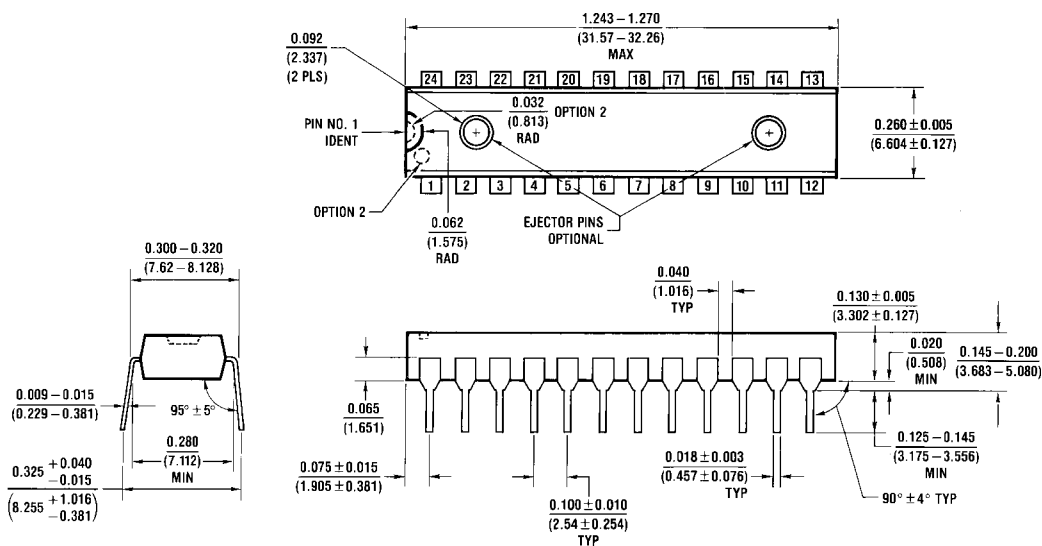 1.243 – 1.270
(31.57 – 32.26)
MAX
0.092
(2.337)
(2 PLS)
24 23 22 21 20 19 18 17 16 15 14 13
0.032
(0.813)
RAD
OPTION 2
PIN NO. 1
IDENT
0.260 ± 0.005
(6.604 ± 0.127)
1 2 3 4 5 6 7 8 9 10 11 12
OPTION 2
0.062
(1.575)
RAD
EJECTOR PINS
OPTIONAL
0.300 – 0.320
(7.62 – 8.128)
0.040
(1.016)
TYP
0.130 ± 0.005
(3.302 ± 0.127)
0.020
(0.508)
MIN
0.145 – 0.200
(3.683 – 5.080)
0.009 – 0.015
(0.229 – 0.381)
95° ± 5°
0.280
(7.112)
MIN
0.325 +0.040 –0.015
(8.255 +1.016 –0.381)
0.065
(1.651)
0.075 ± 0.015
(1.905 ± 0.381)
0.100 ± 0.010
(2.54 ± 0.254)
TYP
0.018 ± 0.003
(0.457 ± 0.076)
TYP
0.125 – 0.145
(3.175 – 3.556)
MIN
90° ± 4° TYP